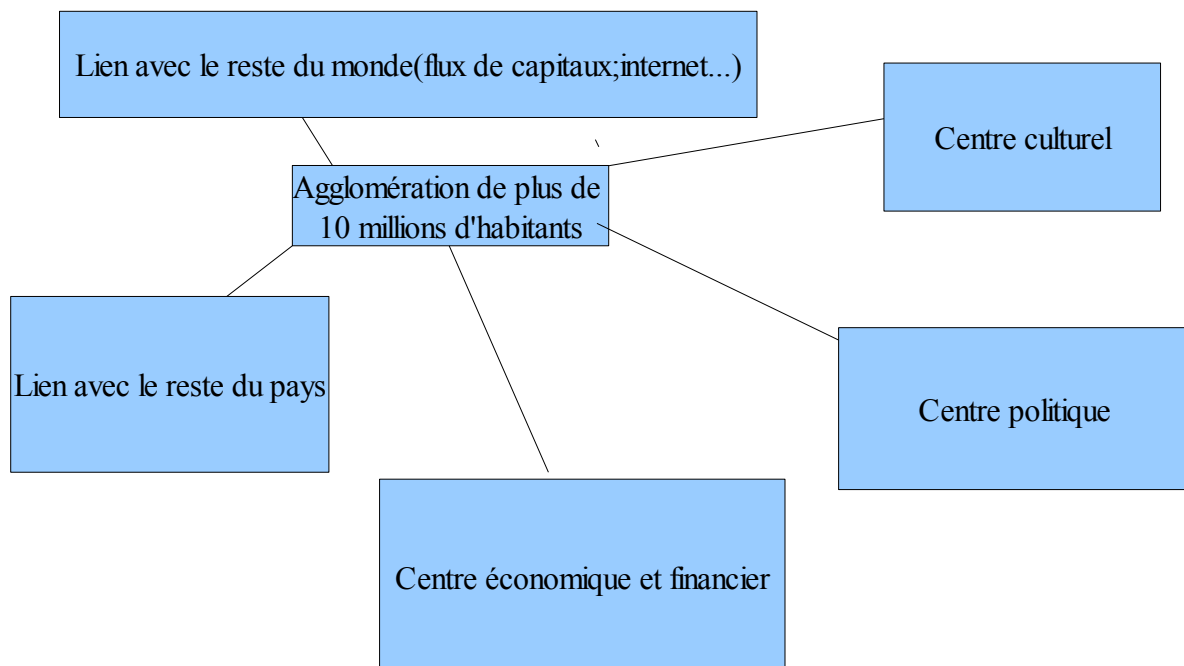 Lien avec le reste du monde(flux de capitaux;internet...)
Centre culturel
Agglomération de plus de
10 millions d'habitants
Lien avec le reste du pays
Centre politique
Centre économique et financier